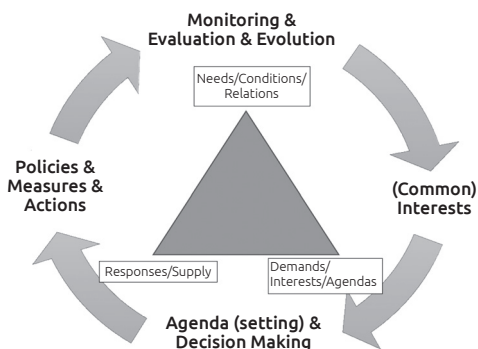 Monitoring &
Evaluation & Evolution
Needs/Conditions/
Relations
Policies &
Measures &
Actions
(Common)
Interests
Responses/Supply
Demands/
Interests/Agendas
Agenda (setting) &
Decision Making